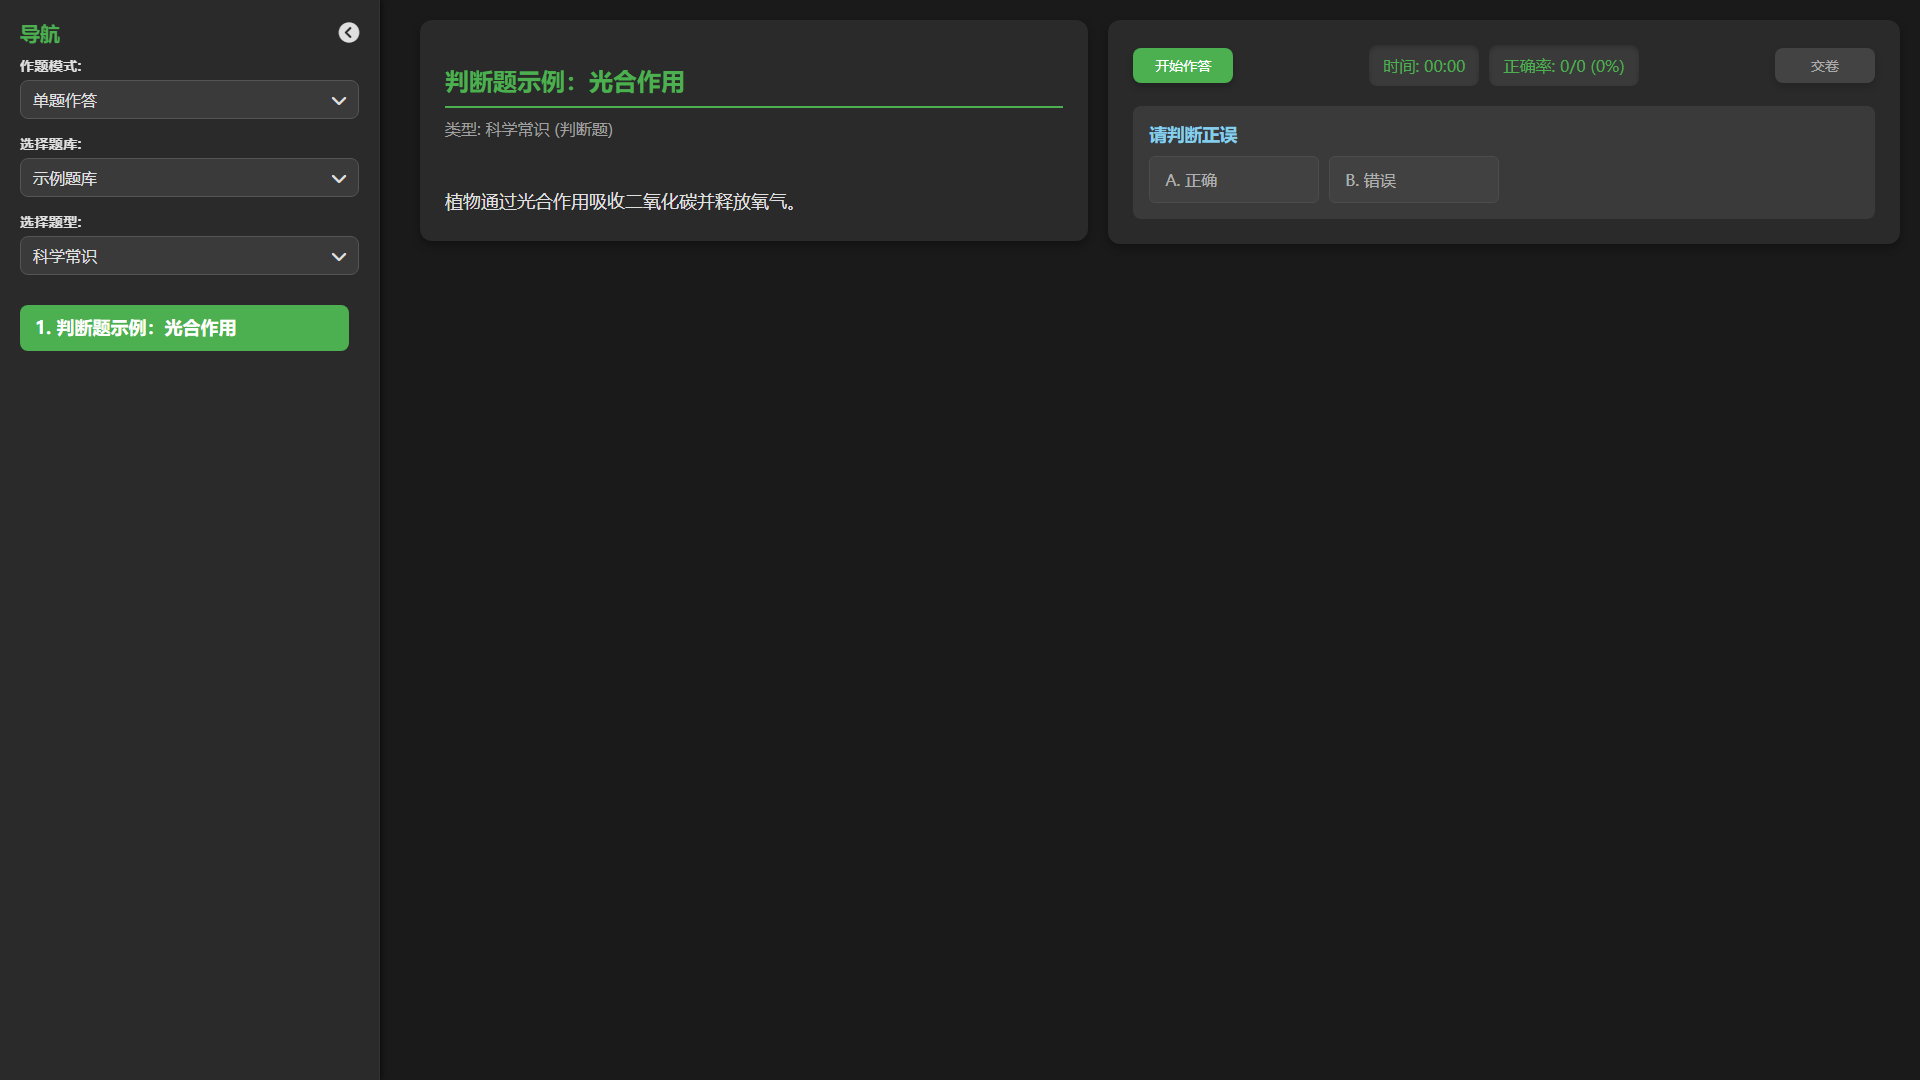 导航
作题模式:
单题作答
选择题库:
示例题库
选择题型:
科学常识
1. 判断题示例：光合作用
判断题示例：光合作用
类型: 科学常识 (判断题)
植物通过光合作用吸收二氧化碳并释放氧气。
开始作答
时间: 00:00
正确率: 0/0 (0%)
交卷
请判断正误
A. 正确
B. 错误